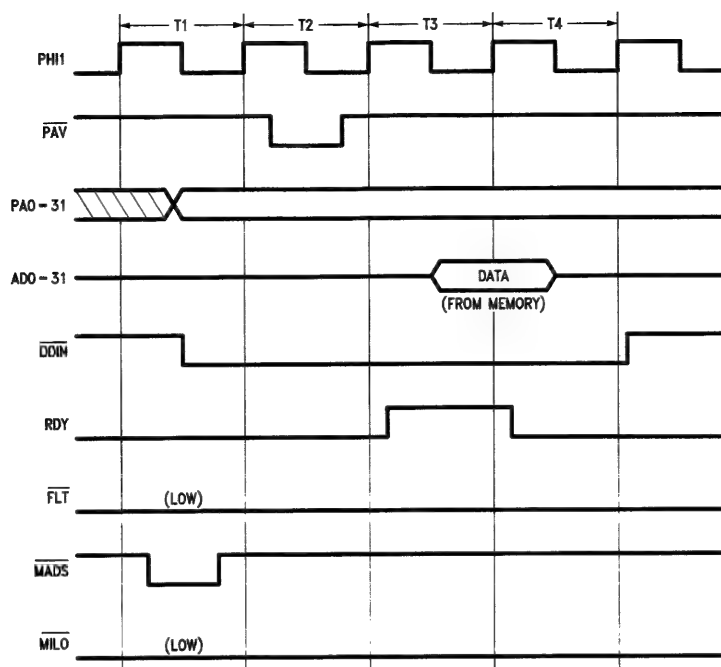 T1 T2 T3 T4
PHI1
PAV
PA0-31
AD0-31 DATA
(FROM MEMORY)
DDIN
RDY
FLT (LOW)
MADS
MILO (LOW)